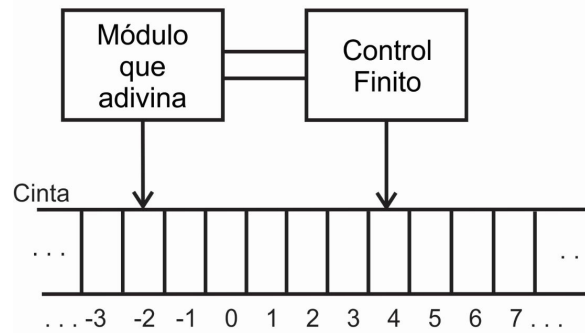 Módulo
que
adivina
Control
Finito
Cinta
. . .
. .
. . . -3 -2 -1 0 1 2 3 4 5 6 7 . . .